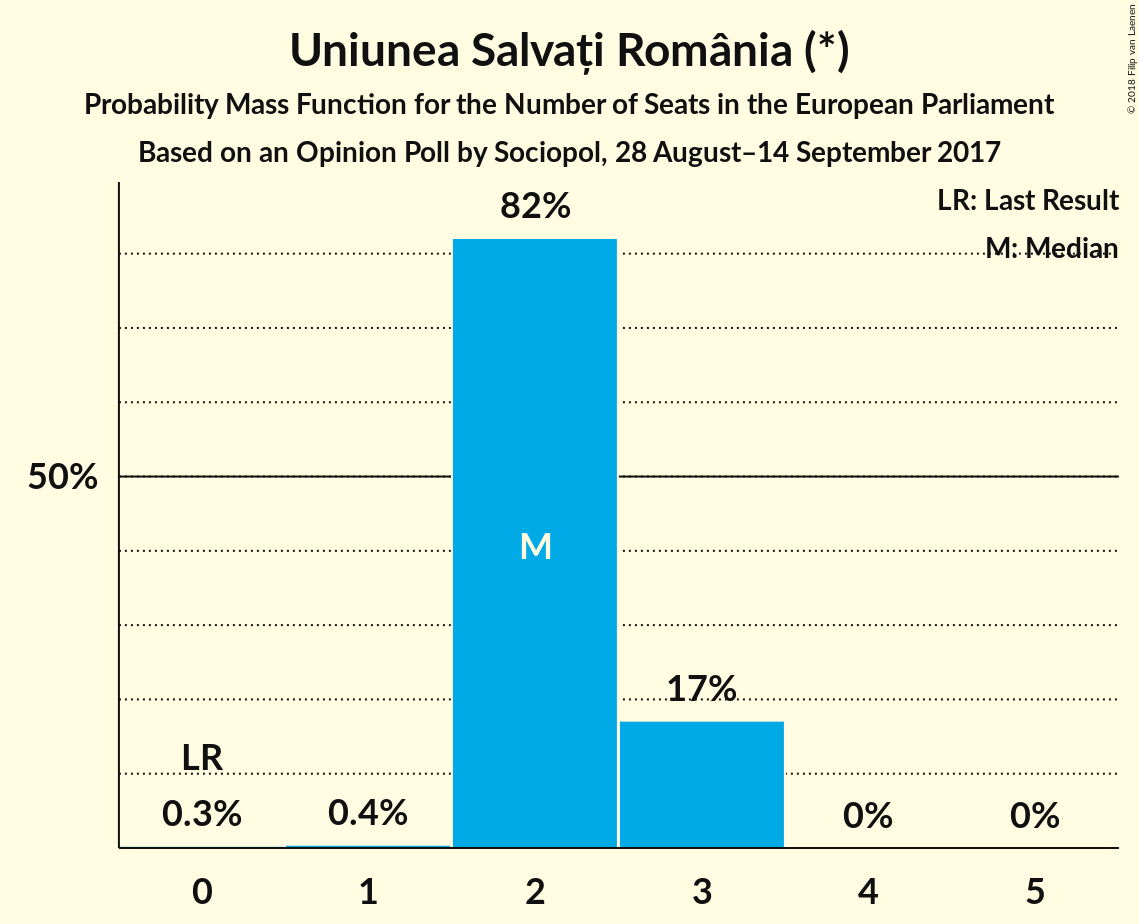 Uniunea Salvați România (*)
Probability Mass Function for the Number of Seats in the European Parliament
Based on an Opinion Poll by Sociopol, 28 August–14 September 2017
© 2018 Filip van Laenen
LR: Last Result
M: Median
82%
50%
M
17%
LR
0.3%
0.4%
0%
0%
0
1
2
3
4
5